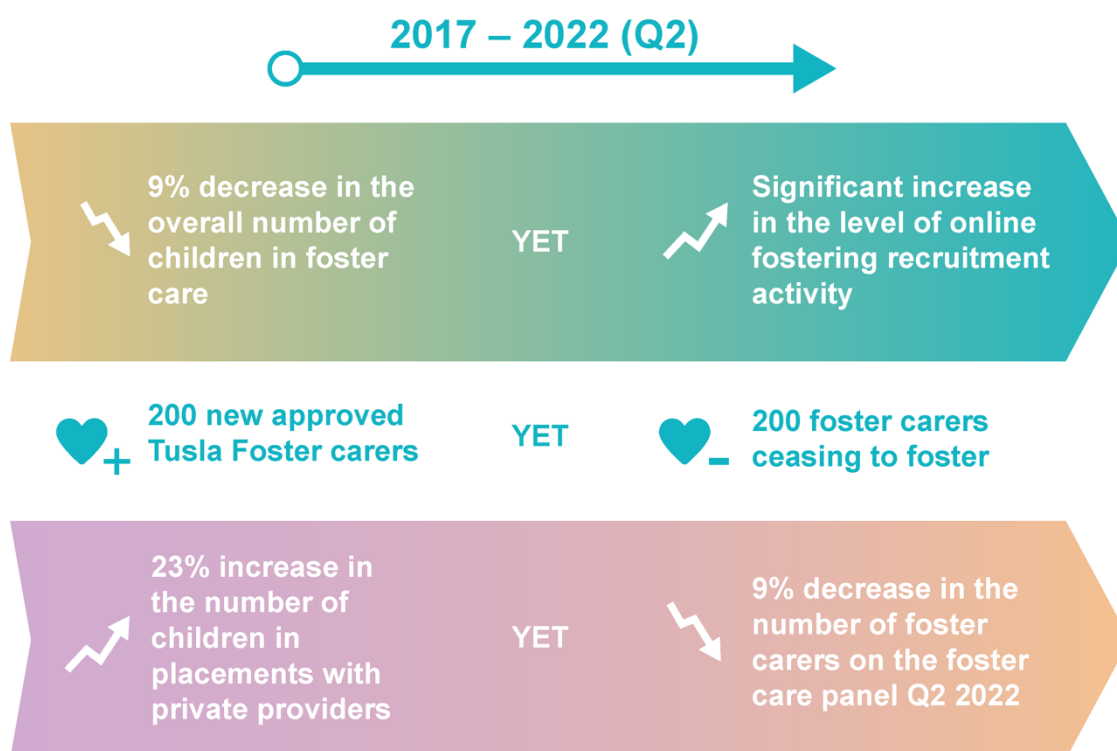 2017 – 2022 (Q2)
9% decrease in the
overall number of
children in foster
care
YET
Significant increase
in the level of online
fostering recruitment
activity
200 new approved
Tusla Foster carers
YET
200 foster carers
ceasing to foster
23% increase in
the number of
children in
placements with
private providers
YET
9% decrease in the
number of foster
carers on the foster
care panel Q2 2022